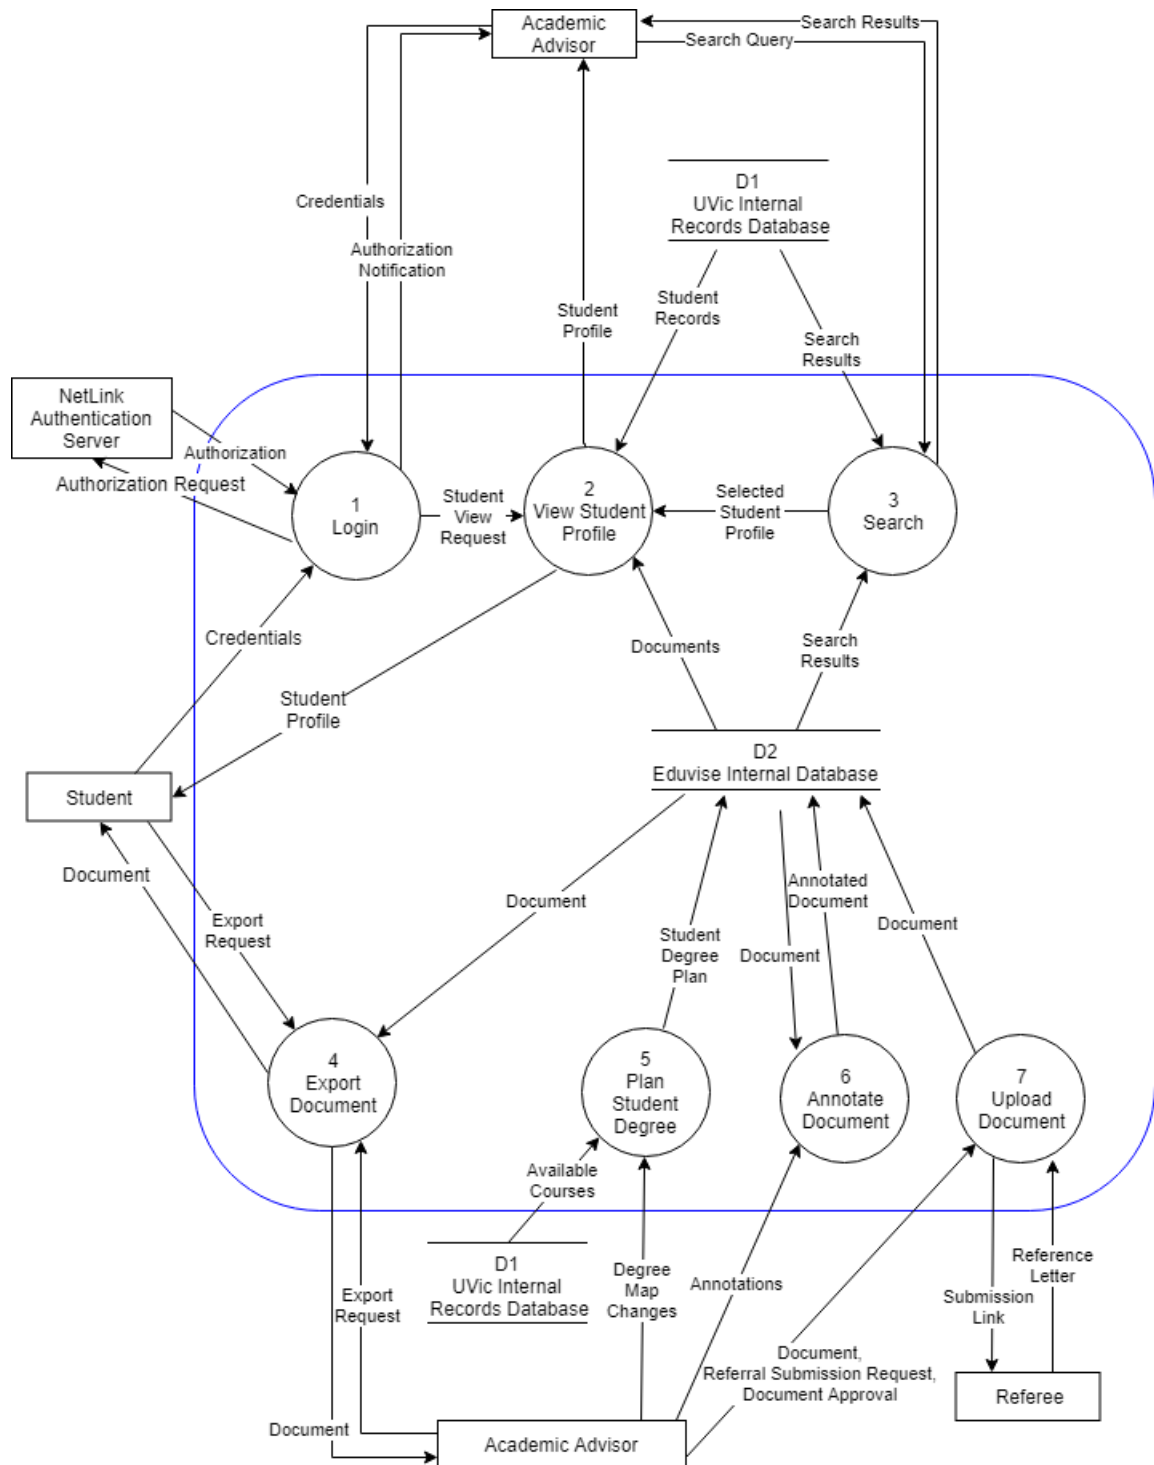 Academic
Advisor
Search Results
Search Query
D1
UVic Internal
Records Database
Credentials
Authorization
Notification
Student
Profile
Student
Records
Search
Results
NetLink
Authentication
Server
Authorization
Authorization Request
1
Login
Student
View
Request
2
View Student
Profile
Selected
Student
Profile
3
Search
Credentials
Documents
Search
Results
Student
Profile
D2
Eduvise Internal Database
Student
Document
Export
Request
Document
Annotated
Document
Document
Student
Degree
Plan
Document
4
Export
Document
5
Plan
Student
Degree
6
Annotate
Document
7
Upload
Document
Available
Courses
D1
UVic Internal
Records Database
Export
Request
Degree
Map
Changes
Annotations
Reference
Letter
Submission
Link
Document,
Referral Submission Request,
Document Approval
Referee
Document
Academic Advisor